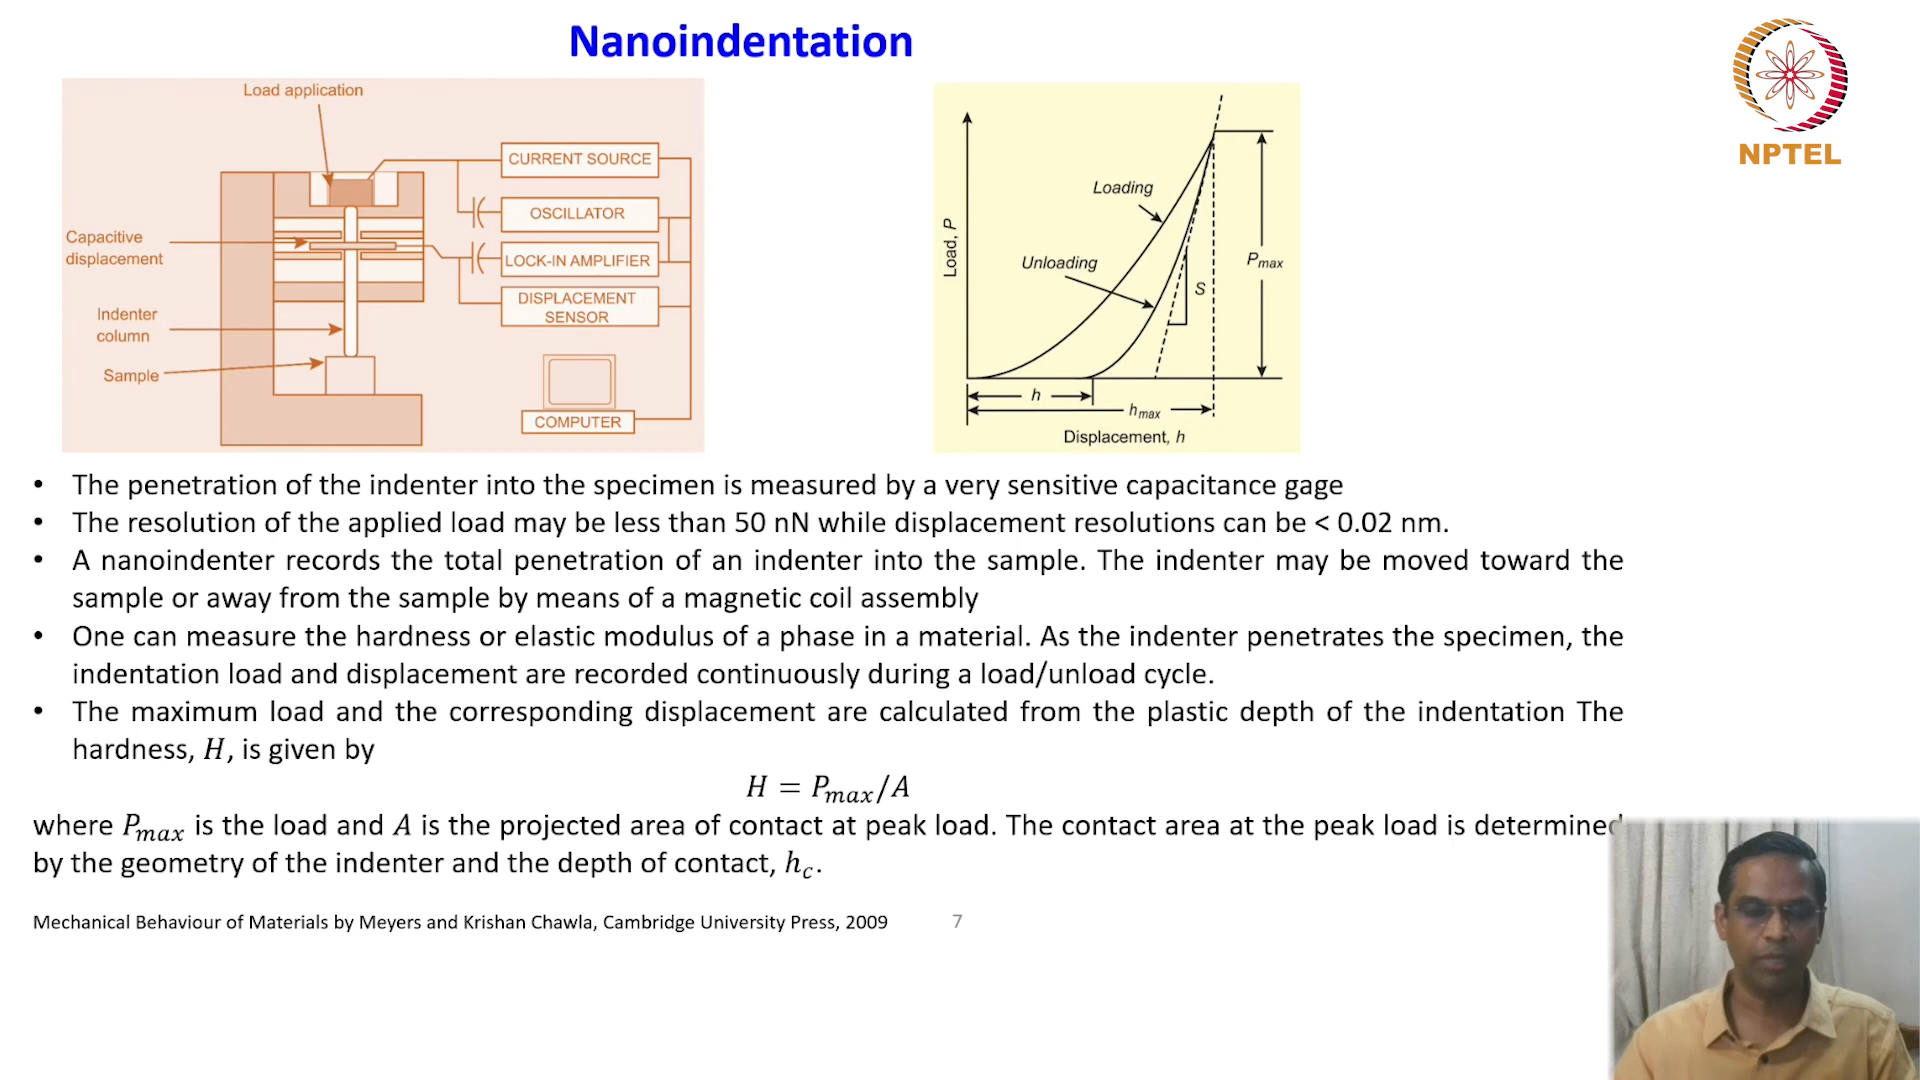 Nanoindentation
NPTEL
Load application
CURRENT SOURCE
OSCILLATOR
Capacitive
displacement
LOCK-IN AMPLIFIER
DISPLACEMENT
SENSOR
Indenter
column
Sample
COMPUTER
Load, P
Loading
Unloading
S
Pmax
h
hmax
Displacement, h
• The penetration of the indenter into the specimen is measured by a very sensitive capacitance gage
• The resolution of the applied load may be less than 50 nN while displacement resolutions can be < 0.02 nm.
• A nanoindenter records the total penetration of an indenter into the sample. The indenter may be moved toward the
sample or away from the sample by means of a magnetic coil assembly
• One can measure the hardness or elastic modulus of a phase in a material. As the indenter penetrates the specimen, the
indentation load and displacement are recorded continuously during a load/unload cycle.
• The maximum load and the corresponding displacement are calculated from the plastic depth of the indentation The
hardness, H, is given by
H = Pmax/A
where Pmax is the load and A is the projected area of contact at peak load. The contact area at the peak load is determined
by the geometry of the indenter and the depth of contact, hc.
Mechanical Behaviour of Materials by Meyers and Krishan Chawla, Cambridge University Press, 2009
7